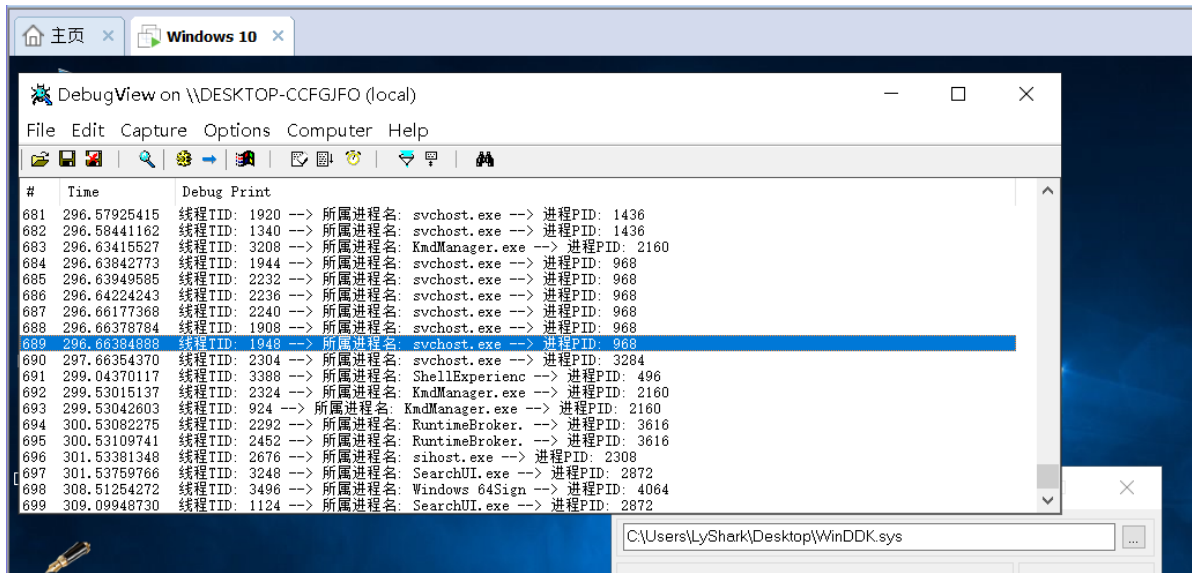 主页
Windows 10
DebugView on \\DESKTOP-CCFGJFO (local)
File Edit Capture Options Computer Help
# Time Debug Print
681 296.57925415 线程TID: 1920 --> 所属进程名: svchost.exe --> 进程PID: 1436
682 296.58441162 线程TID: 1340 --> 所属进程名: svchost.exe --> 进程PID: 1436
683 296.63415527 线程TID: 3208 --> 所属进程名: KmdManager.exe --> 进程PID: 2160
684 296.63842773 线程TID: 1944 --> 所属进程名: svchost.exe --> 进程PID: 968
685 296.63949585 线程TID: 2232 --> 所属进程名: svchost.exe --> 进程PID: 968
686 296.64224243 线程TID: 2236 --> 所属进程名: svchost.exe --> 进程PID: 968
687 296.66177368 线程TID: 2240 --> 所属进程名: svchost.exe --> 进程PID: 968
688 296.66378784 线程TID: 1908 --> 所属进程名: svchost.exe --> 进程PID: 968
689 296.66384888 线程TID: 1948 --> 所属进程名: svchost.exe --> 进程PID: 968
690 297.66354370 线程TID: 2304 --> 所属进程名: svchost.exe --> 进程PID: 3284
691 299.04370117 线程TID: 3388 --> 所属进程名: ShellExperienc --> 进程PID: 496
692 299.53015137 线程TID: 2324 --> 所属进程名: KmdManager.exe --> 进程PID: 2160
693 299.53042603 线程TID: 924 --> 所属进程名: KmdManager.exe --> 进程PID: 2160
694 300.53082275 线程TID: 2292 --> 所属进程名: RuntimeBroker. --> 进程PID: 3616
695 300.53109741 线程TID: 2452 --> 所属进程名: RuntimeBroker. --> 进程PID: 3616
696 301.53381348 线程TID: 2676 --> 所属进程名: sihost.exe --> 进程PID: 2308
697 301.53759766 线程TID: 3248 --> 所属进程名: SearchUI.exe --> 进程PID: 2872
698 308.51254272 线程TID: 3496 --> 所属进程名: Windows 64Sign --> 进程PID: 4064
699 309.09948730 线程TID: 1124 --> 所属进程名: SearchUI.exe --> 进程PID: 2872
C:\Users\LyShark\Desktop\WinDDK.sys
...